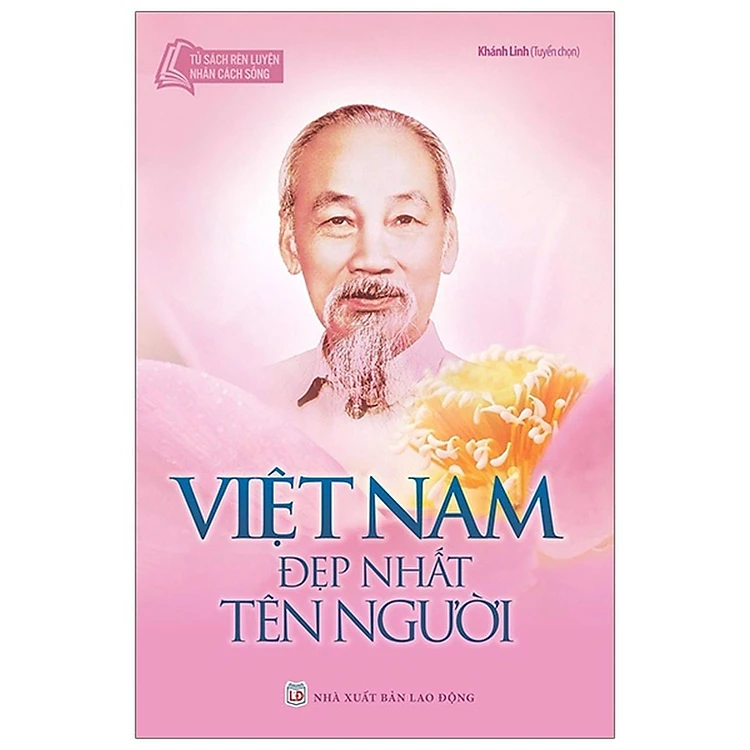 TỦ SÁCH RÈN LUYỆN
NHÂN CÁCH SỐNG
Khánh Linh (Tuyển chọn)
VIỆT NAM
ĐẸP NHẤT
TÊN NGƯỜI
LĐ
NHÀ XUẤT BẢN LAO ĐỘNG